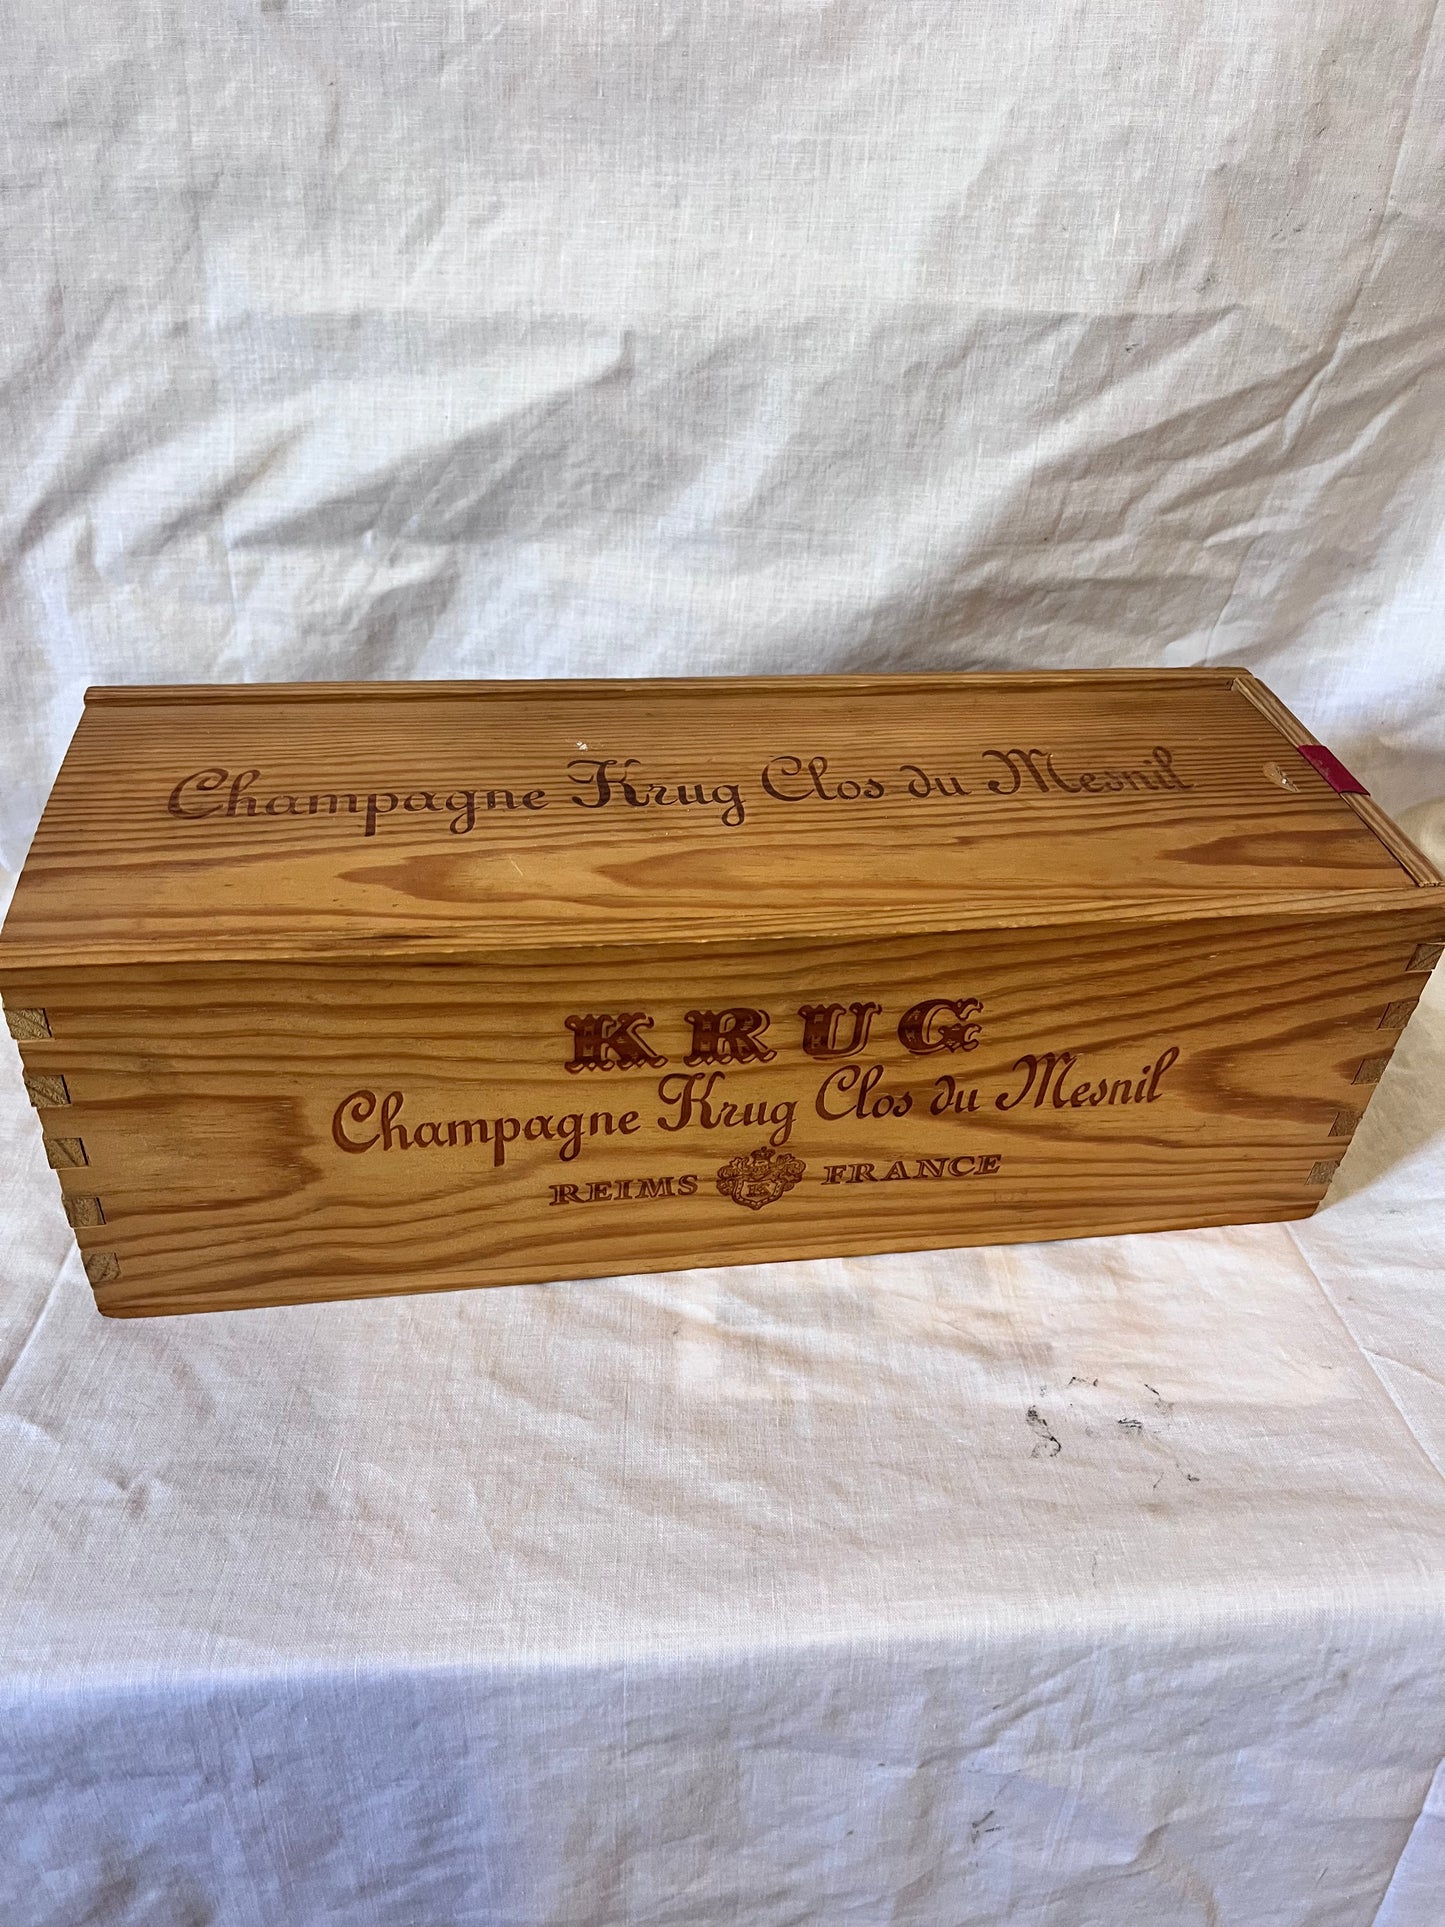 Champagne Krug Clos du Mesnil
KRUG
Champagne Krug Clos du Mesnil
REIMS K FRANCE